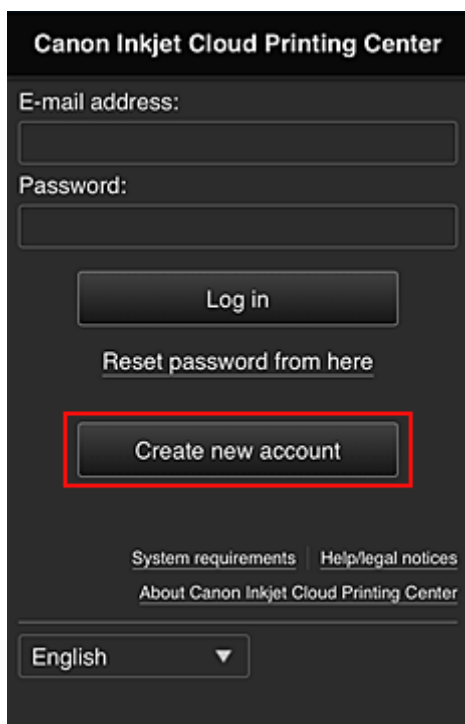 Canon Inkjet Cloud Printing Center
E-mail address:
Password:
Log in
Reset password from here
Create new account
System requirements Help/legal notices
About Canon Inkjet Cloud Printing Center
English